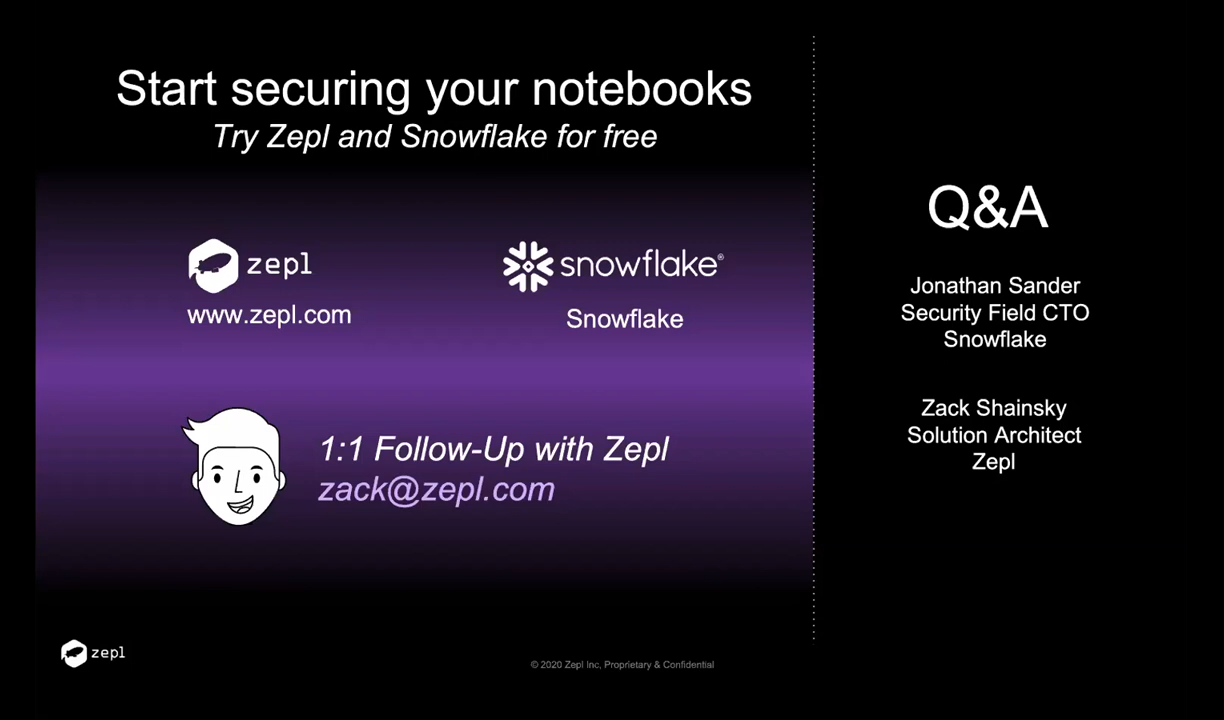 Start securing your notebooks
Try Zepl and Snowflake for free
zepl
www.zepl.com
snowflake®
Snowflake
1:1 Follow-Up with Zepl
zack@zepl.com
Q&A
Jonathan Sander
Security Field CTO
Snowflake
Zack Shainsky
Solution Architect
Zepl
zepl
© 2020 Zepl Inc, Proprietary & Confidential